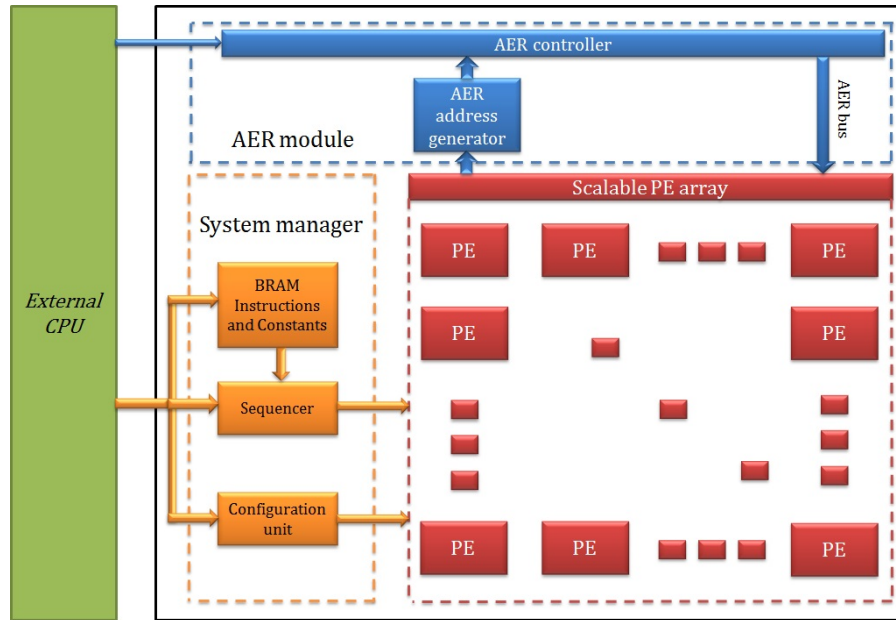 AER controller
AER
address
generator
AER bus
AER module
Scalable PE array
System manager
PE
PE
PE
External
CPU
BRAM
Instructions
and Constants
PE
PE
Sequencer
Configuration
unit
PE
PE
PE